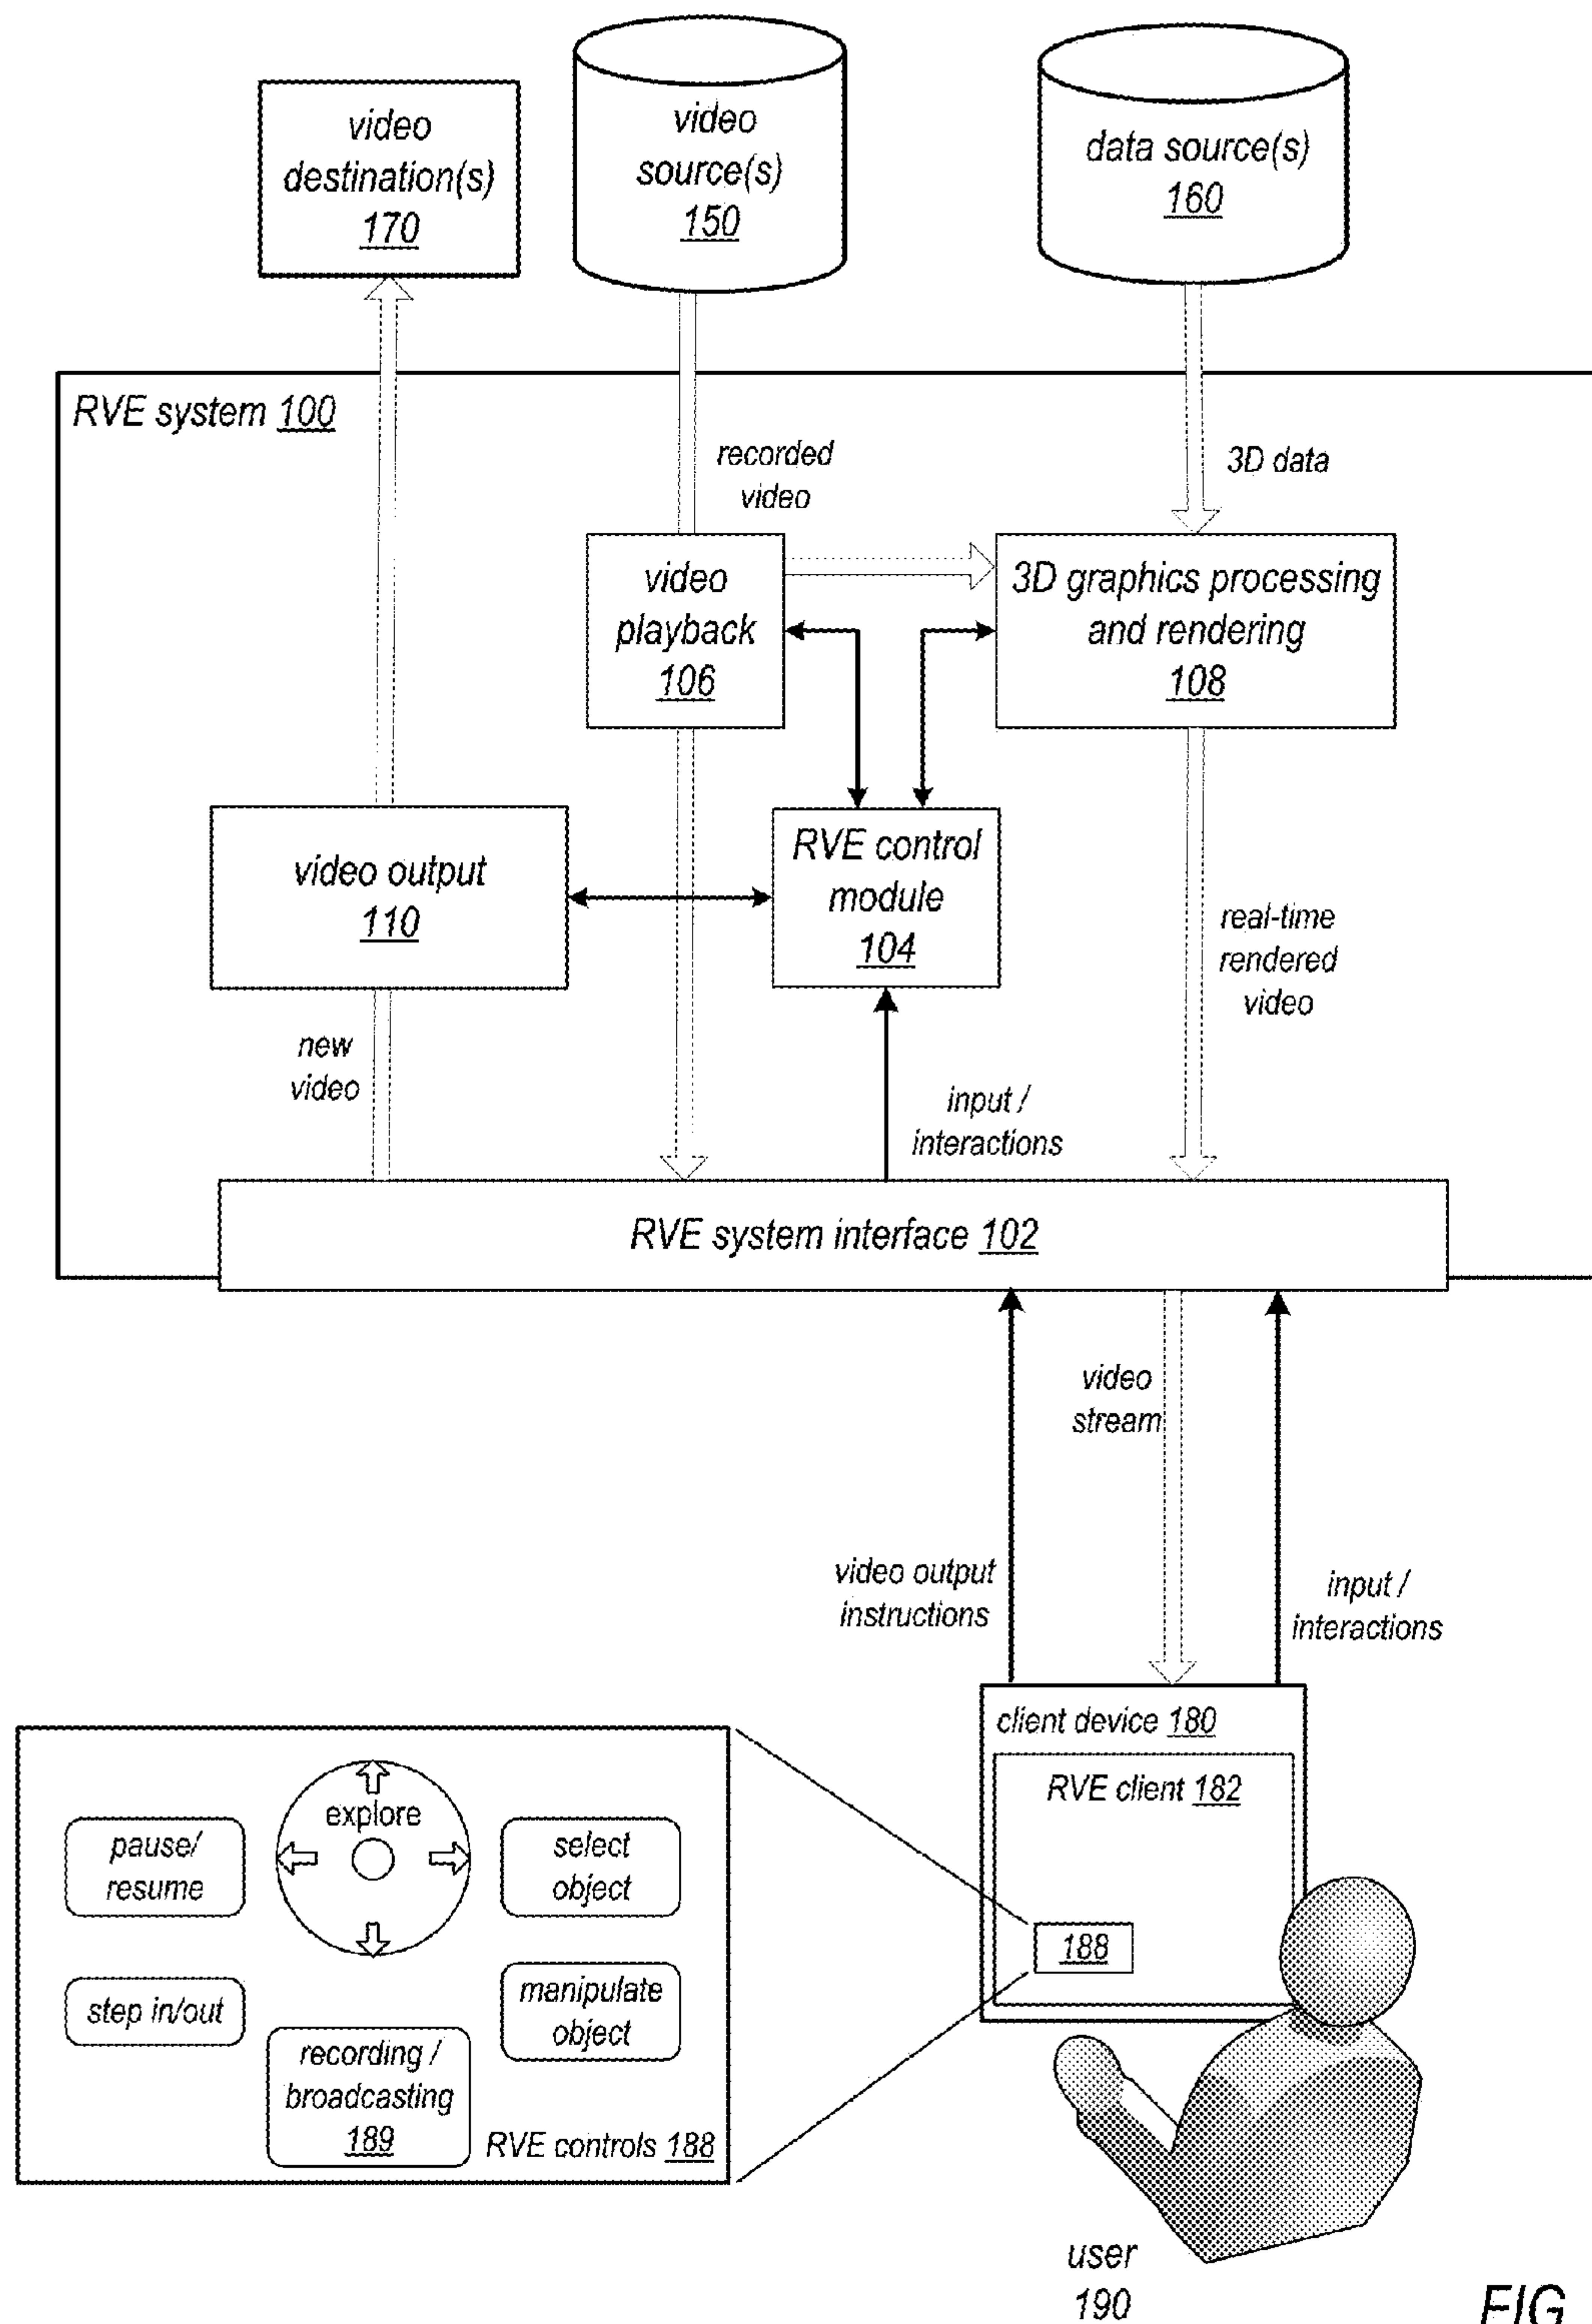 video
destination(s)
170
video
source(s)
150
data source(s)
160
RVE system 100
recorded
video
3D data
video
playback
106
3D graphics processing
and rendering
108
video output
110
RVE control
module
104
real-time
rendered
video
new
video
input /
interactions
RVE system interface 102
video
stream
video output
instructions
input /
interactions
client device 180
RVE client 182
188
explore
pause/
resume
select
object
step in/out
manipulate
object
recording /
broadcasting
189
RVE controls 188
user
190
FIG